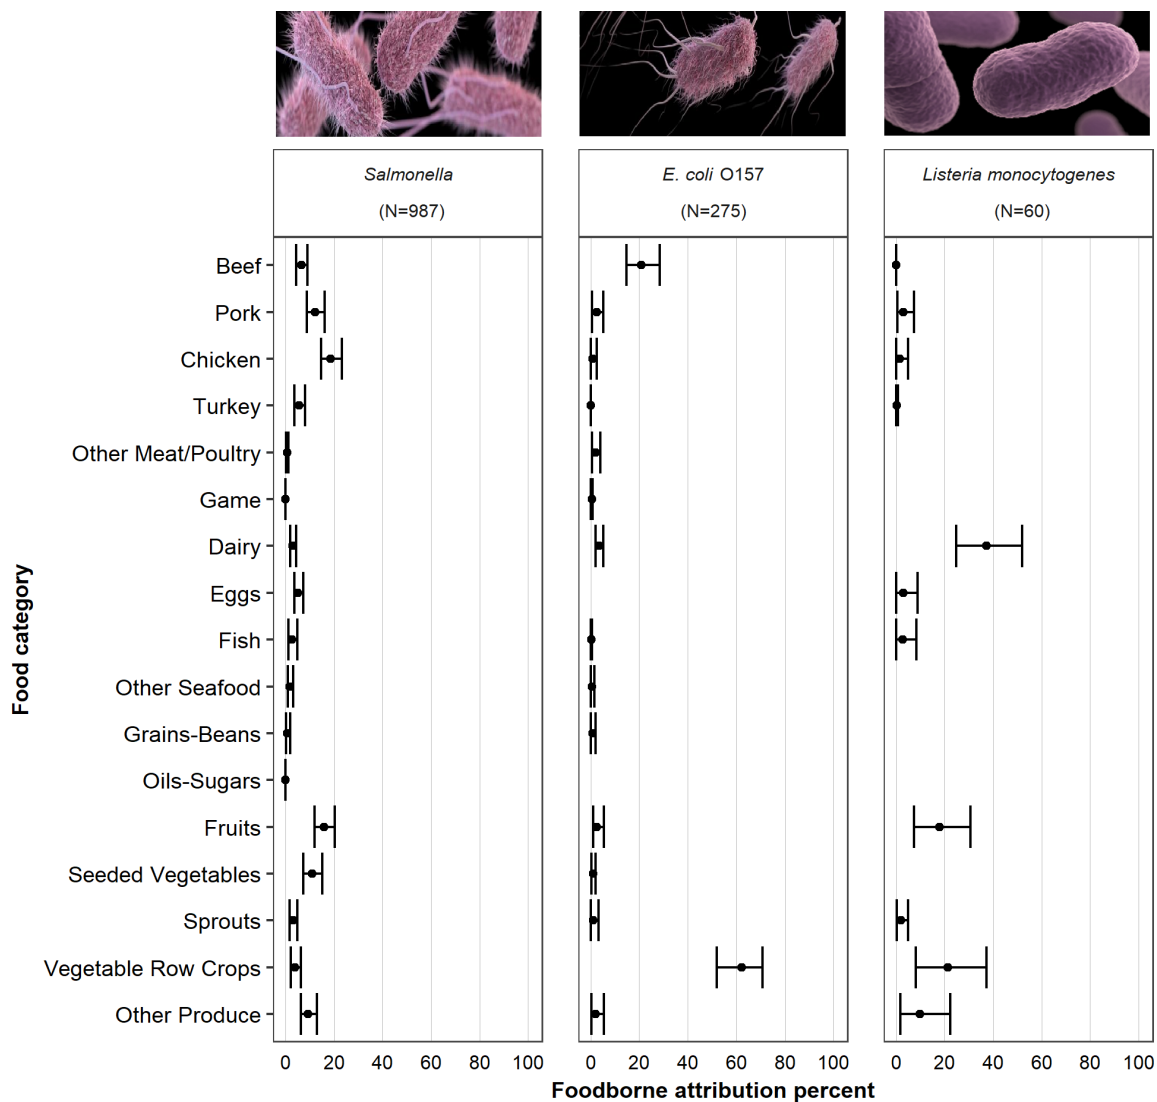 Salmonella
(N=987)
E. coli O157
(N=275)
Listeria monocytogenes
(N=60)
Food category
Beef
Pork
Chicken
Turkey
Other Meat/Poultry
Game
Dairy
Eggs
Fish
Other Seafood
Grains-Beans
Oils-Sugars
Fruits
Seeded Vegetables
Sprouts
Vegetable Row Crops
Other Produce
0 20 40 60 80 100
0 20 40 60 80 100
0 20 40 60 80 100
Foodborne attribution percent